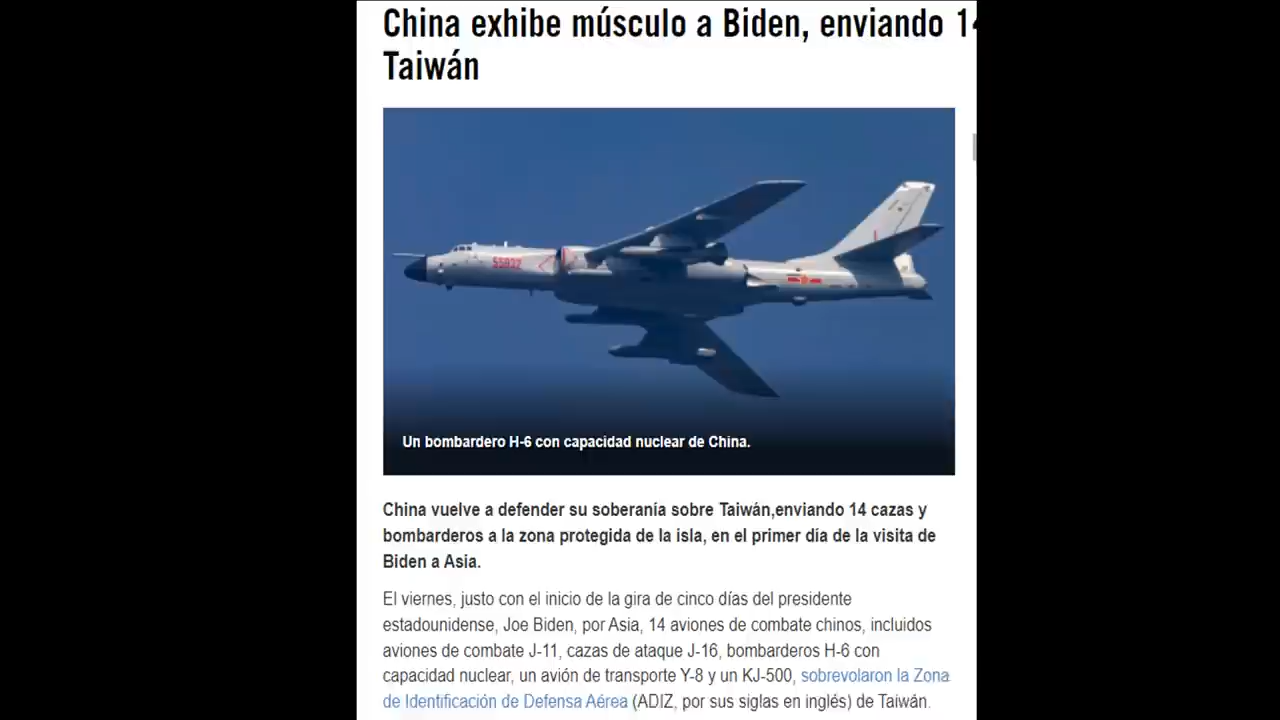 China exhibe músculo a Biden, enviando 14
Taiwán
55032
Un bombardero H-6 con capacidad nuclear de China.
China vuelve a defender su soberanía sobre Taiwán,enviando 14 cazas y
bombarderos a la zona protegida de la isla, en el primer día de la visita de
Biden a Asia.
El viernes, justo con el inicio de la gira de cinco días del presidente
estadounidense, Joe Biden, por Asia, 14 aviones de combate chinos, incluidos
aviones de combate J-11, cazas de ataque J-16, bombarderos H-6 con
capacidad nuclear, un avión de transporte Y-8 y un KJ-500, sobrevolaron la Zona
de Identificación de Defensa Aérea (ADIZ, por sus siglas en inglés) de Taiwán.